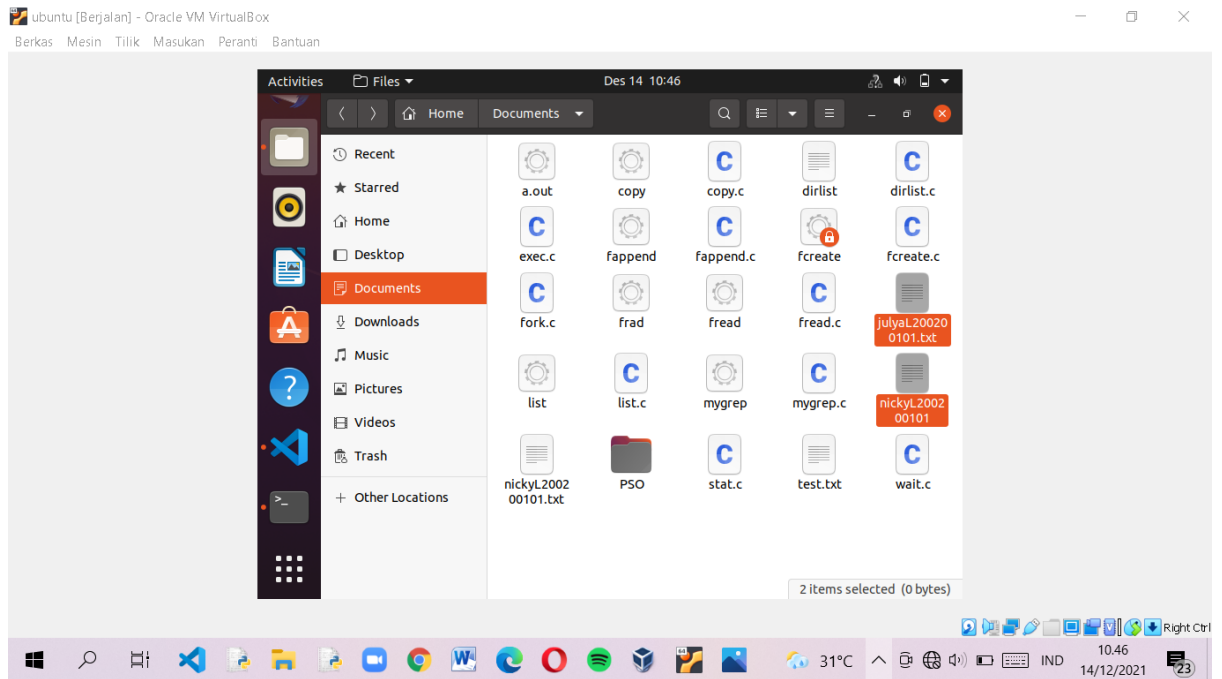 ubuntu [Berjalan] - Oracle VM VirtualBox
Berkas Mesin Tilik Masukan Peranti Bantuan
Activities Files Des 14 10:46
Home Documents
Recent
Starred
Home
Desktop
Documents
Downloads
Music
Pictures
Videos
Trash
+ Other Locations
a.out copy copy.c dirlist dirlist.c
exec.c fappend fappend.c fcreate fcreate.c
fork.c frad fread fread.c julyaL20020
0101.txt
list list.c mygrep mygrep.c nickyL2002
00101
nickyL2002 PSO stat.c test.txt wait.c
00101.txt
2 items selected (0 bytes)
Right Ctrl
31°C IND 10.46
14/12/2021
23